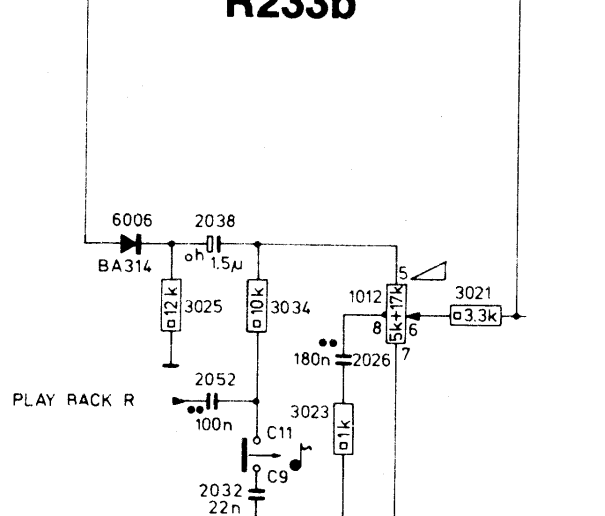 R233b
6006
2038
BA314
oh
1.5µ
12k
3025
10k
3034
5
1012
5k+17k
8
6
7
3021
3.3k
180n
2026
2052
PLAY BACK R
100n
3023
1k
C11
C9
2032
22n